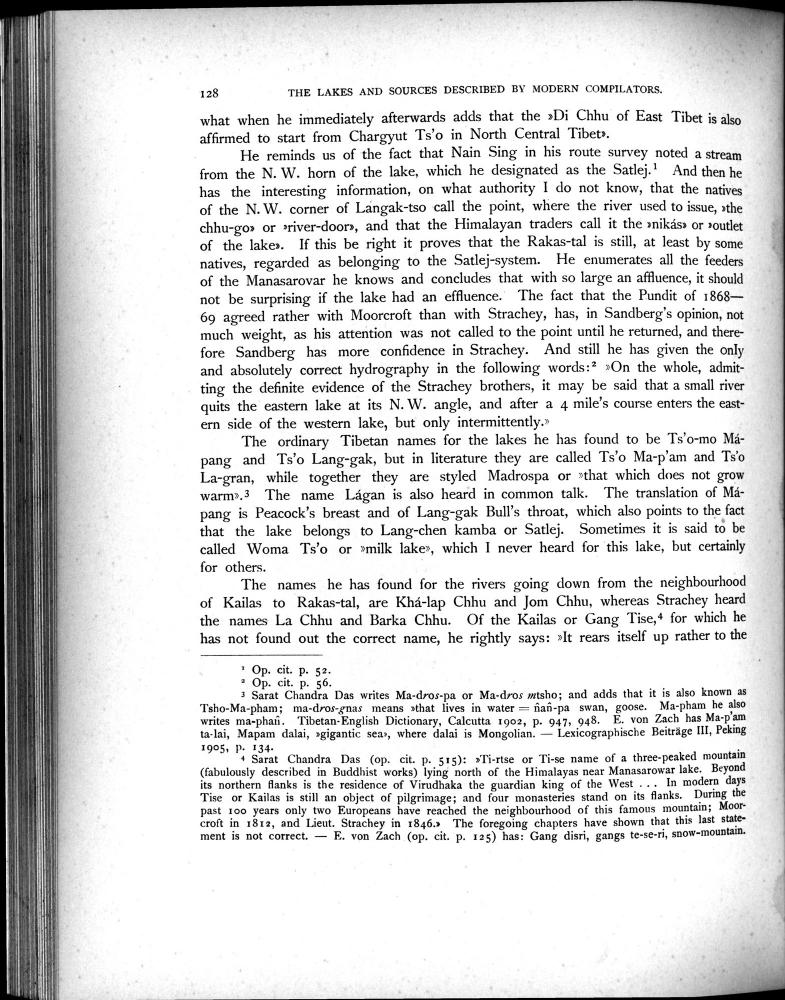 128 THE LAKES AND SOURCES DESCRIBED BY MODERN COMPILATORS.
what when he immediately afterwards adds that the »Di Chhu of East Tibet is also
affirmed to start from Chargyut Ts'o in North Central Tibet».
He reminds us of the fact that Nain Sing in his route survey noted a stream
from the N. W. horn of the lake, which he designated as the Satlej.¹ And then he
has the interesting information, on what authority I do not know, that the natives
of the N. W. corner of Langak-tso call the point, where the river used to issue, »the
chhu-go» or »river-door», and that the Himalayan traders call it the »nikás» or »outlet
of the lake». If this be right it proves that the Rakas-tal is still, at least by some
natives, regarded as belonging to the Satlej-system. He enumerates all the feeders
of the Manasarovar he knows and concludes that with so large an affluence, it should
not be surprising if the lake had an effluence. The fact that the Pundit of 1868—
69 agreed rather with Moorcroft than with Strachey, has, in Sandberg's opinion, not
much weight, as his attention was not called to the point until he returned, and there-
fore Sandberg has more confidence in Strachey. And still he has given the only
and absolutely correct hydrography in the following words:² »On the whole, admit-
ting the definite evidence of the Strachey brothers, it may be said that a small river
quits the eastern lake at its N. W. angle, and after a 4 mile's course enters the east-
ern side of the western lake, but only intermittently.»
The ordinary Tibetan names for the lakes he has found to be Ts'o-mo Má-
pang and Ts'o Lang-gak, but in literature they are called Ts'o Ma-p'am and Ts'o
La-gran, while together they are styled Madrospa or »that which does not grow
warm».³ The name Lágan is also heard in common talk. The translation of Má-
pang is Peacock's breast and of Lang-gak Bull's throat, which also points to the fact
that the lake belongs to Lang-chen kamba or Satlej. Sometimes it is said to be
called Woma Ts'o or »milk lake», which I never heard for this lake, but certainly
for others.
The names he has found for the rivers going down from the neighbourhood
of Kailas to Rakas-tal, are Khá-lap Chhu and Jom Chhu, whereas Strachey heard
the names La Chhu and Barka Chhu. Of the Kailas or Gang Tise,⁴ for which he
has not found out the correct name, he rightly says: »It rears itself up rather to the
¹ Op. cit. p. 52.
² Op. cit. p. 56.
³ Sarat Chandra Das writes Ma-dros-pa or Ma-dros mtsho; and adds that it is also known as
Tsho-Ma-pham; ma-dros-gnas means »that lives in water = ñañ-pa swan, goose. Ma-pham he also
writes ma-phañ. Tibetan-English Dictionary, Calcutta 1902, p. 947, 948. E. von Zach has Ma-p'am
ta-lai, Mapam dalai, »gigantic sea», where dalai is Mongolian. — Lexicographische Beiträge III, Peking
1905, p. 134.
⁴ Sarat Chandra Das (op. cit. p. 515): »Ti-rtse or Ti-se name of a three-peaked mountain
(fabulously described in Buddhist works) lying north of the Himalayas near Manasarowar lake. Beyond
its northern flanks is the residence of Virudhaka the guardian king of the West . . . In modern days
Tise or Kailas is still an object of pilgrimage; and four monasteries stand on its flanks. During the
past 100 years only two Europeans have reached the neighbourhood of this famous mountain; Moor-
croft in 1812, and Lieut. Strachey in 1846.» The foregoing chapters have shown that this last state-
ment is not correct. — E. von Zach (op. cit. p. 125) has: Gang disri, gangs te-se-ri, snow-mountain.